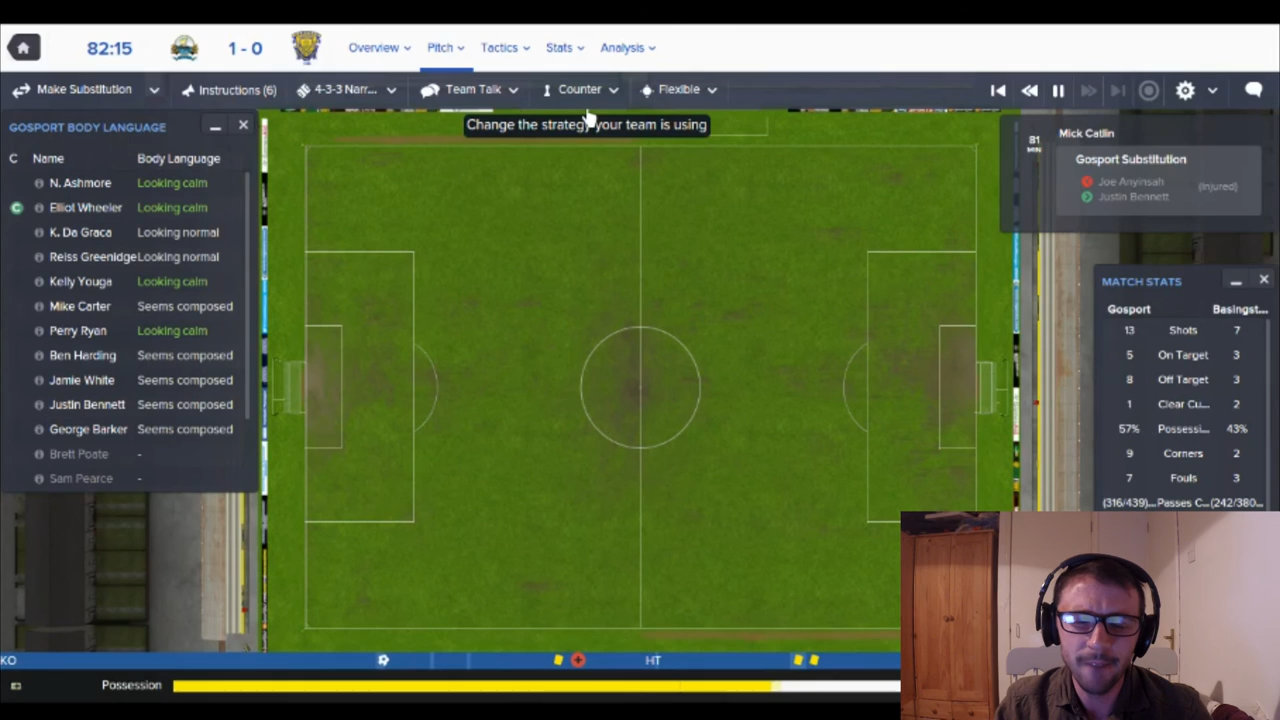 82:15
1 - 0
Overview
Pitch
Tactics
Stats
Analysis
Make Substitution
Instructions (6)
4-3-3 Narr...
Team Talk
Counter
Flexible
Change the strategy your team is using
GOSPORT BODY LANGUAGE
C Name Body Language
N. Ashmore Looking calm
C Elliot Wheeler Looking calm
K. Da Graca Looking normal
Reiss Greenidge Looking normal
Kelly Youga Looking calm
Mike Carter Seems composed
Perry Ryan Looking calm
Ben Harding Seems composed
Jamie White Seems composed
Justin Bennett Seems composed
George Barker Seems composed
Brett Poate -
Sam Pearce -
81 MIN
Mick Catlin
Gosport Substitution
Joe Anyinsah (Injured)
Justin Bennett
MATCH STATS
Gosport Basingst...
13 Shots 7
5 On Target 3
8 Off Target 3
1 Clear Cu... 2
57% Possessi... 43%
9 Corners 2
7 Fouls 3
(316/439)... Passes C... (242/380...
KO HT
Possession